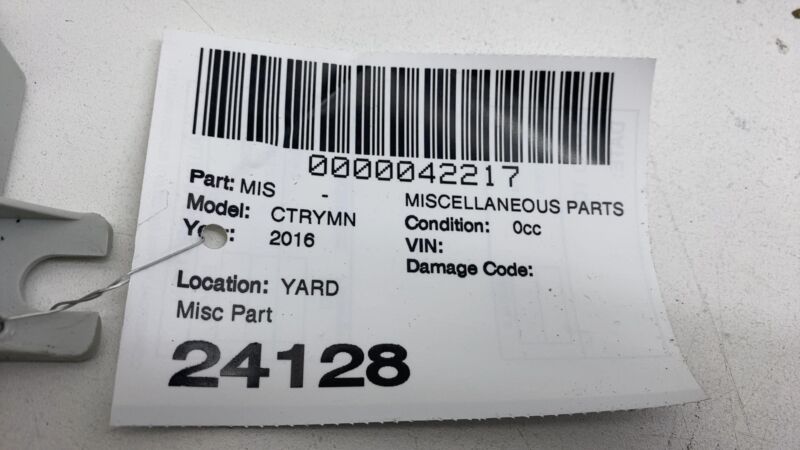 0000042217
Part: MIS - MISCELLANEOUS PARTS
Model: CTRYMN Condition: 0cc
2016 VIN:
Damage Code:
Location: YARD
Misc Part
24128